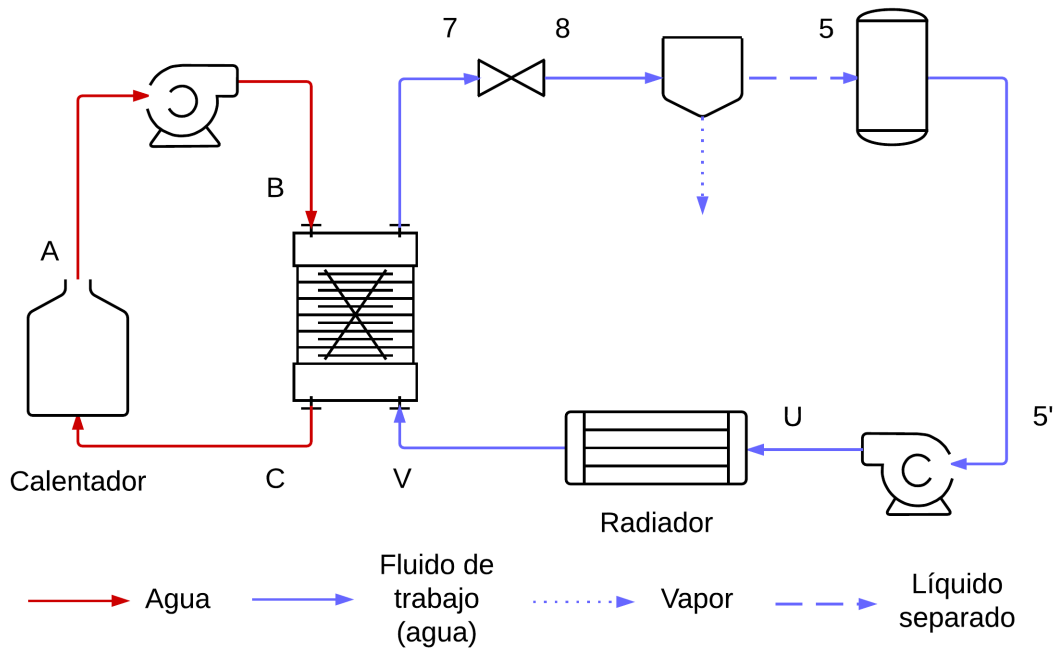 7
8
5
B
A
U
5'
C
V
Calentador
Radiador
Agua
Fluido de
trabajo
(agua)
Vapor
Líquido
separado